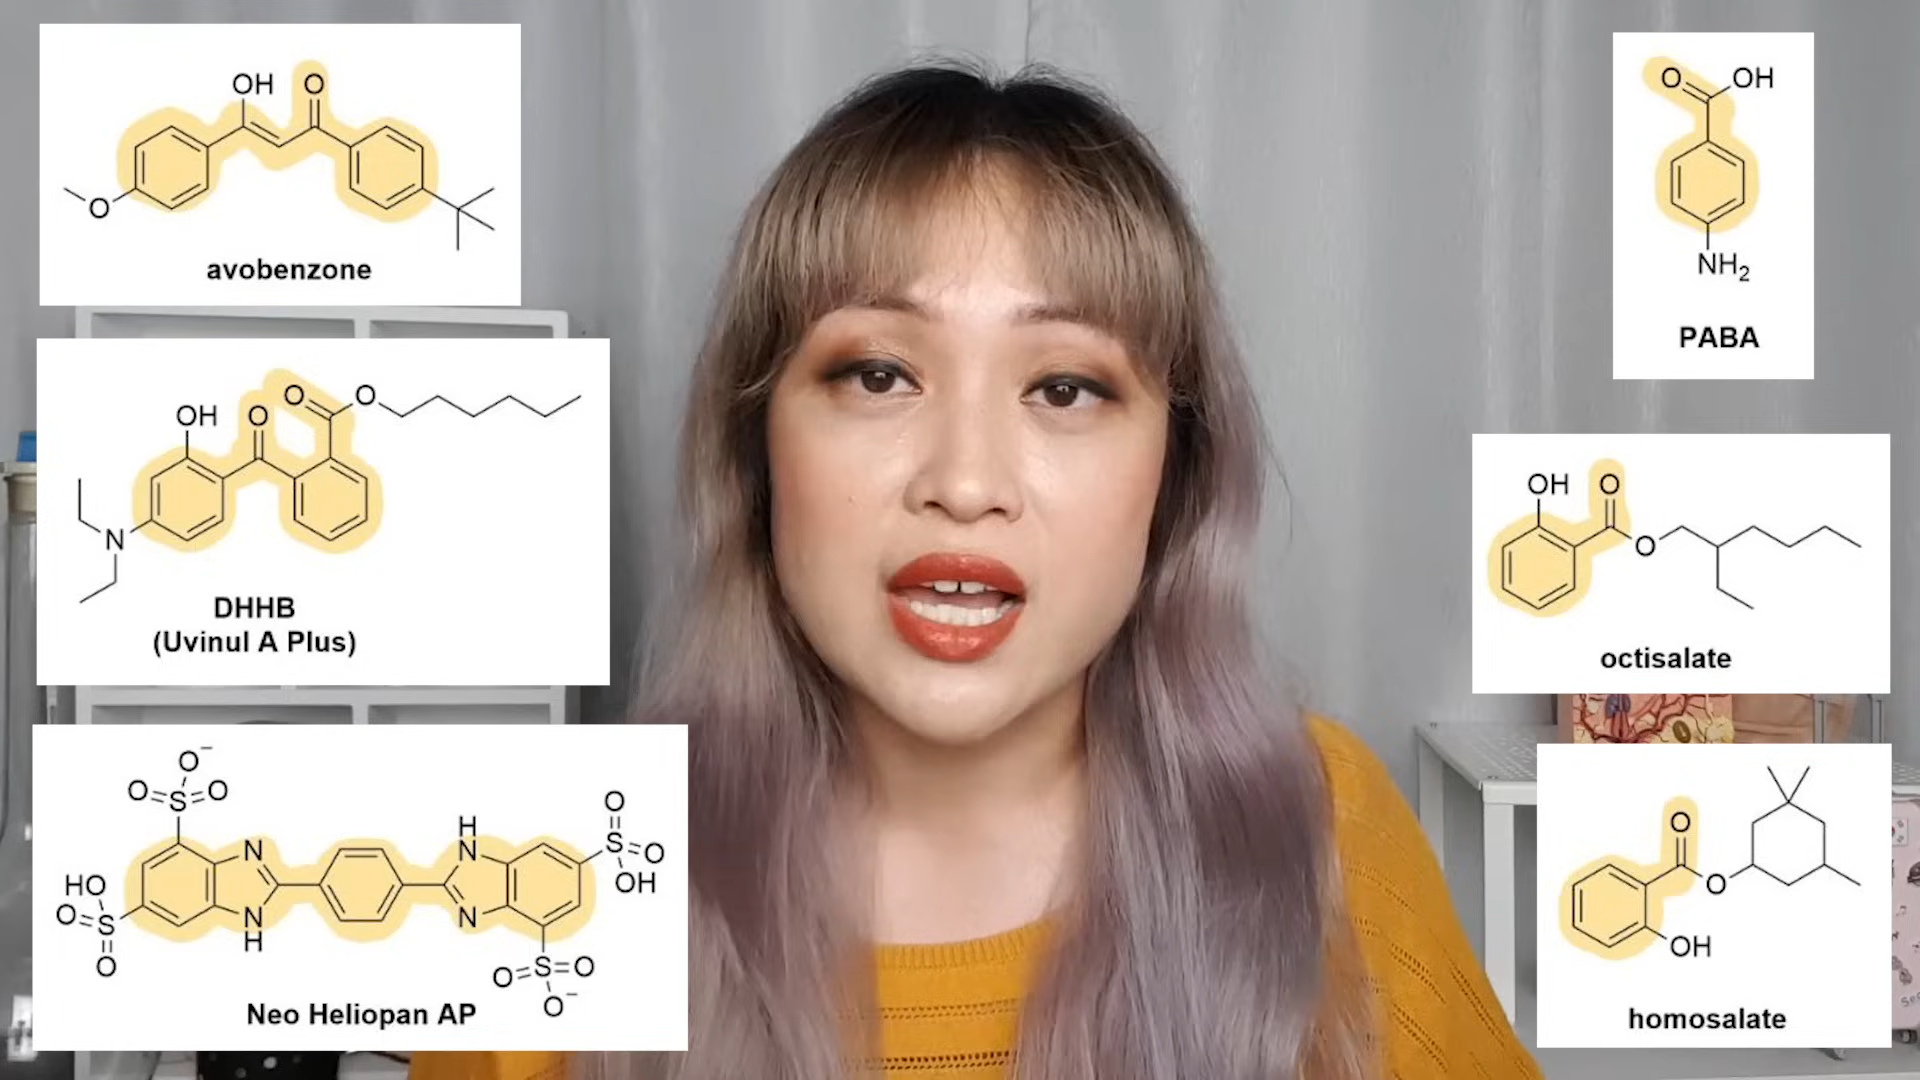 OH O
O
avobenzone
OH O O O
N
DHHB
(Uvinul A Plus)
O⁻
O=S=O
N
H
N
N
H
N
HO
O=S
O
O
S=O
OH
O=S=O
O⁻
Neo Heliopan AP
O OH
NH₂
PABA
OH O
O
octisalate
O
O
OH
homosalate